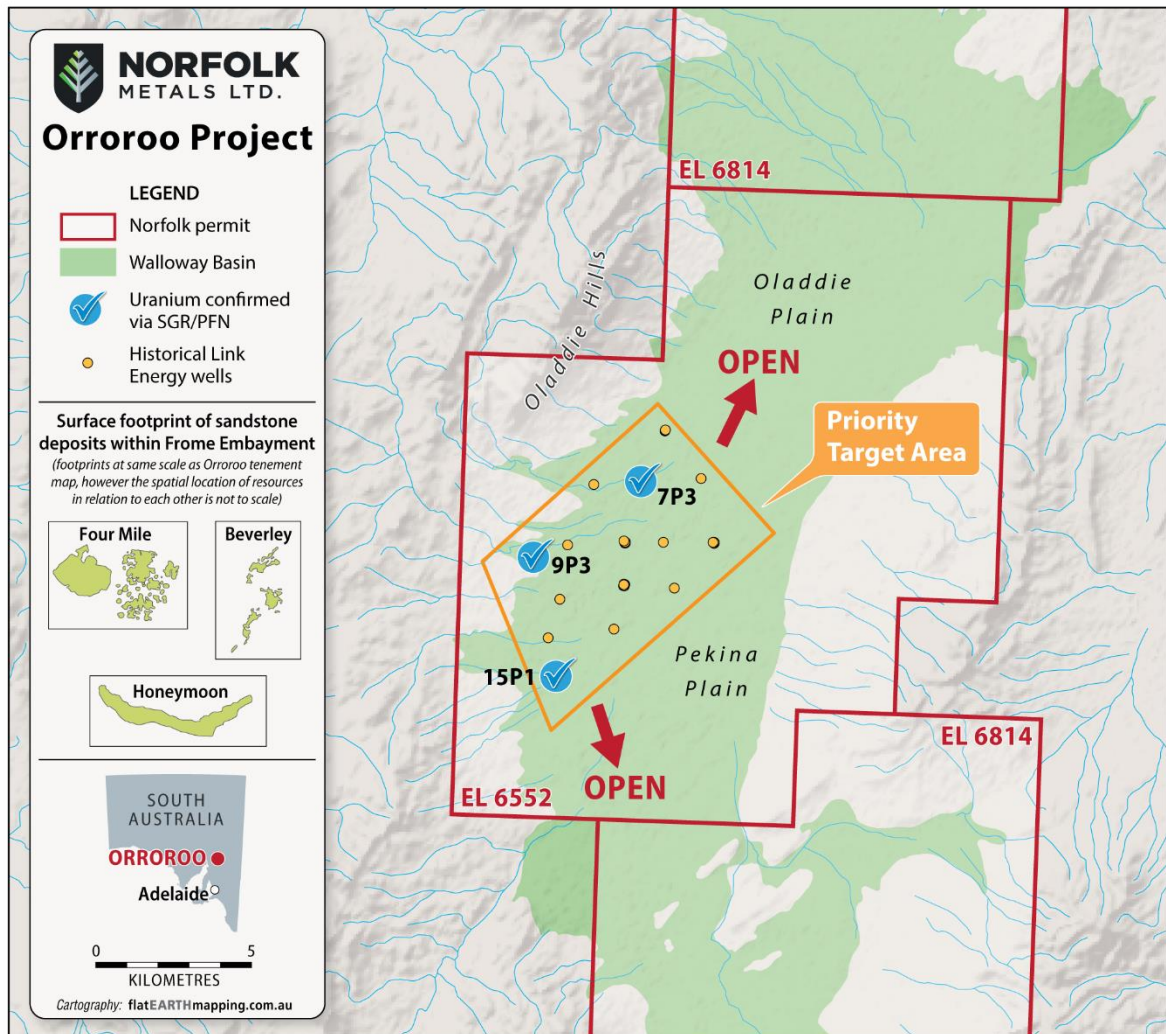 NORFOLK
METALS LTD.
Orroroo Project
LEGEND
Norfolk permit
Walloway Basin
Uranium confirmed
via SGR/PFN
Historical Link
Energy wells
Surface footprint of sandstone
deposits within Frome Embayment
(footprints at same scale as Orroroo tenement
map, however the spatial location of resources
in relation to each other is not to scale)
Four Mile
Beverley
Honeymoon
SOUTH
AUSTRALIA
ORROROO
Adelaide
0 5
KILOMETRES
Cartography: flatEARTHmapping.com.au
EL 6814
Oladdie Hills
Oladdie
Plain
OPEN
Priority
Target Area
7P3
9P3
15P1
Pekina
Plain
EL 6814
OPEN
EL 6552